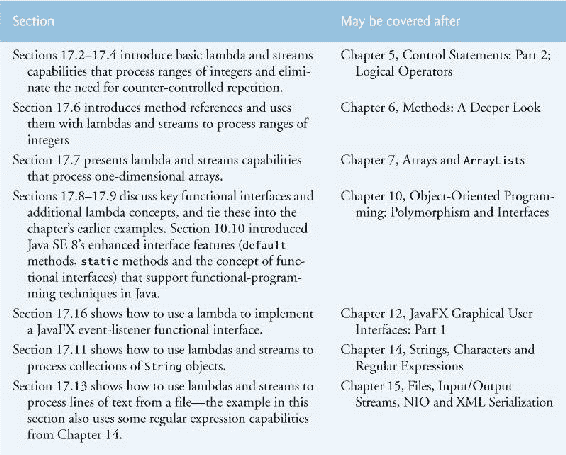 Section May be covered after
Sections 17.2–17.4 introduce basic lambda and streams
capabilities that process ranges of integers and elimi-
nate the need for counter-controlled repetition.
Chapter 5, Control Statements: Part 2;
Logical Operators
Section 17.6 introduces method references and uses
them with lambdas and streams to process ranges of
integers
Chapter 6, Methods: A Deeper Look
Section 17.7 presents lambda and streams capabilities
that process one-dimensional arrays.
Chapter 7, Arrays and ArrayLists
Sections 17.8–17.9 discuss key functional interfaces and
additional lambda concepts, and tie these into the
chapter's earlier examples. Section 10.10 introduced
Java SE 8's enhanced interface features (default
methods, static methods and the concept of func-
tional interfaces) that support functional-program-
ming techniques in Java.
Chapter 10, Object-Oriented Program-
ming: Polymorphism and Interfaces
Section 17.16 shows how to use a lambda to implement
a JavaFX event-listener functional interface.
Chapter 12, JavaFX Graphical User
Interfaces: Part 1
Section 17.11 shows how to use lambdas and streams to
process collections of String objects.
Chapter 14, Strings, Characters and
Regular Expressions
Section 17.13 shows how to use lambdas and streams to
process lines of text from a file—the example in this
section also uses some regular expression capabilities
from Chapter 14.
Chapter 15, Files, Input/Output
Streams, NIO and XML Serialization